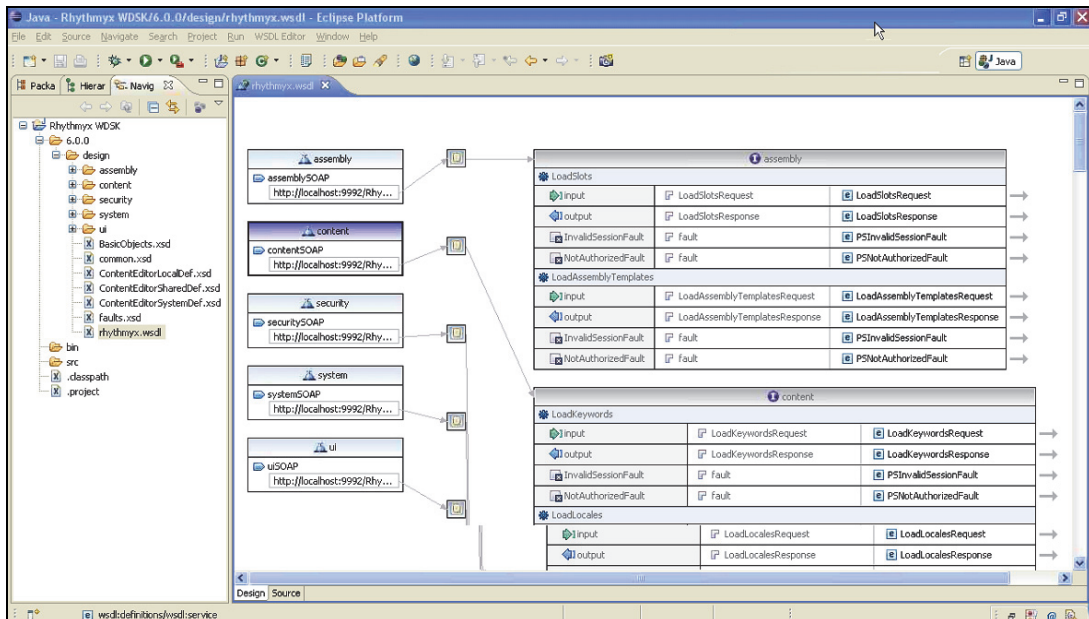 Java - Rhythmyx WDSK/6.0.0/design/rhythmyx.wsdl - Eclipse Platform
File Edit Source Navigate Search Project Run WSDL Editor Window Help
Java
Packa Hierar Navig
rhythmyx.wsdl
Rhythmyx WDSK
6.0.0
design
assembly
content
security
system
ui
BasicObjects.xsd
common.xsd
ContentEditorLocalDef.xsd
ContentEditorSharedDef.xsd
ContentEditorSystemDef.xsd
faults.xsd
rhythmyx.wsdl
bin
src
.classpath
.project
assembly
assemblySOAP
http://localhost:9992/Rhy...
content
contentSOAP
http://localhost:9992/Rhy...
security
securitySOAP
http://localhost:9992/Rhy...
system
systemSOAP
http://localhost:9992/Rhy...
ui
uiSOAP
http://localhost:9992/Rhy...
assembly
LoadSlots
input LoadSlotsRequest LoadSlotsRequest
output LoadSlotsResponse LoadSlotsResponse
InvalidSessionFault fault PSInvalidSessionFault
NotAuthorizedFault fault PSNotAuthorizedFault
LoadAssemblyTemplates
input LoadAssemblyTemplatesRequest LoadAssemblyTemplatesRequest
output LoadAssemblyTemplatesResponse LoadAssemblyTemplatesResponse
InvalidSessionFault fault PSInvalidSessionFault
NotAuthorizedFault fault PSNotAuthorizedFault
content
LoadKeywords
input LoadKeywordsRequest LoadKeywordsRequest
output LoadKeywordsResponse LoadKeywordsResponse
InvalidSessionFault fault PSInvalidSessionFault
NotAuthorizedFault fault PSNotAuthorizedFault
LoadLocales
input LoadLocalesRequest LoadLocalesRequest
output LoadLocalesResponse LoadLocalesResponse
Design Source
wsdl:definitions/wsdl:service